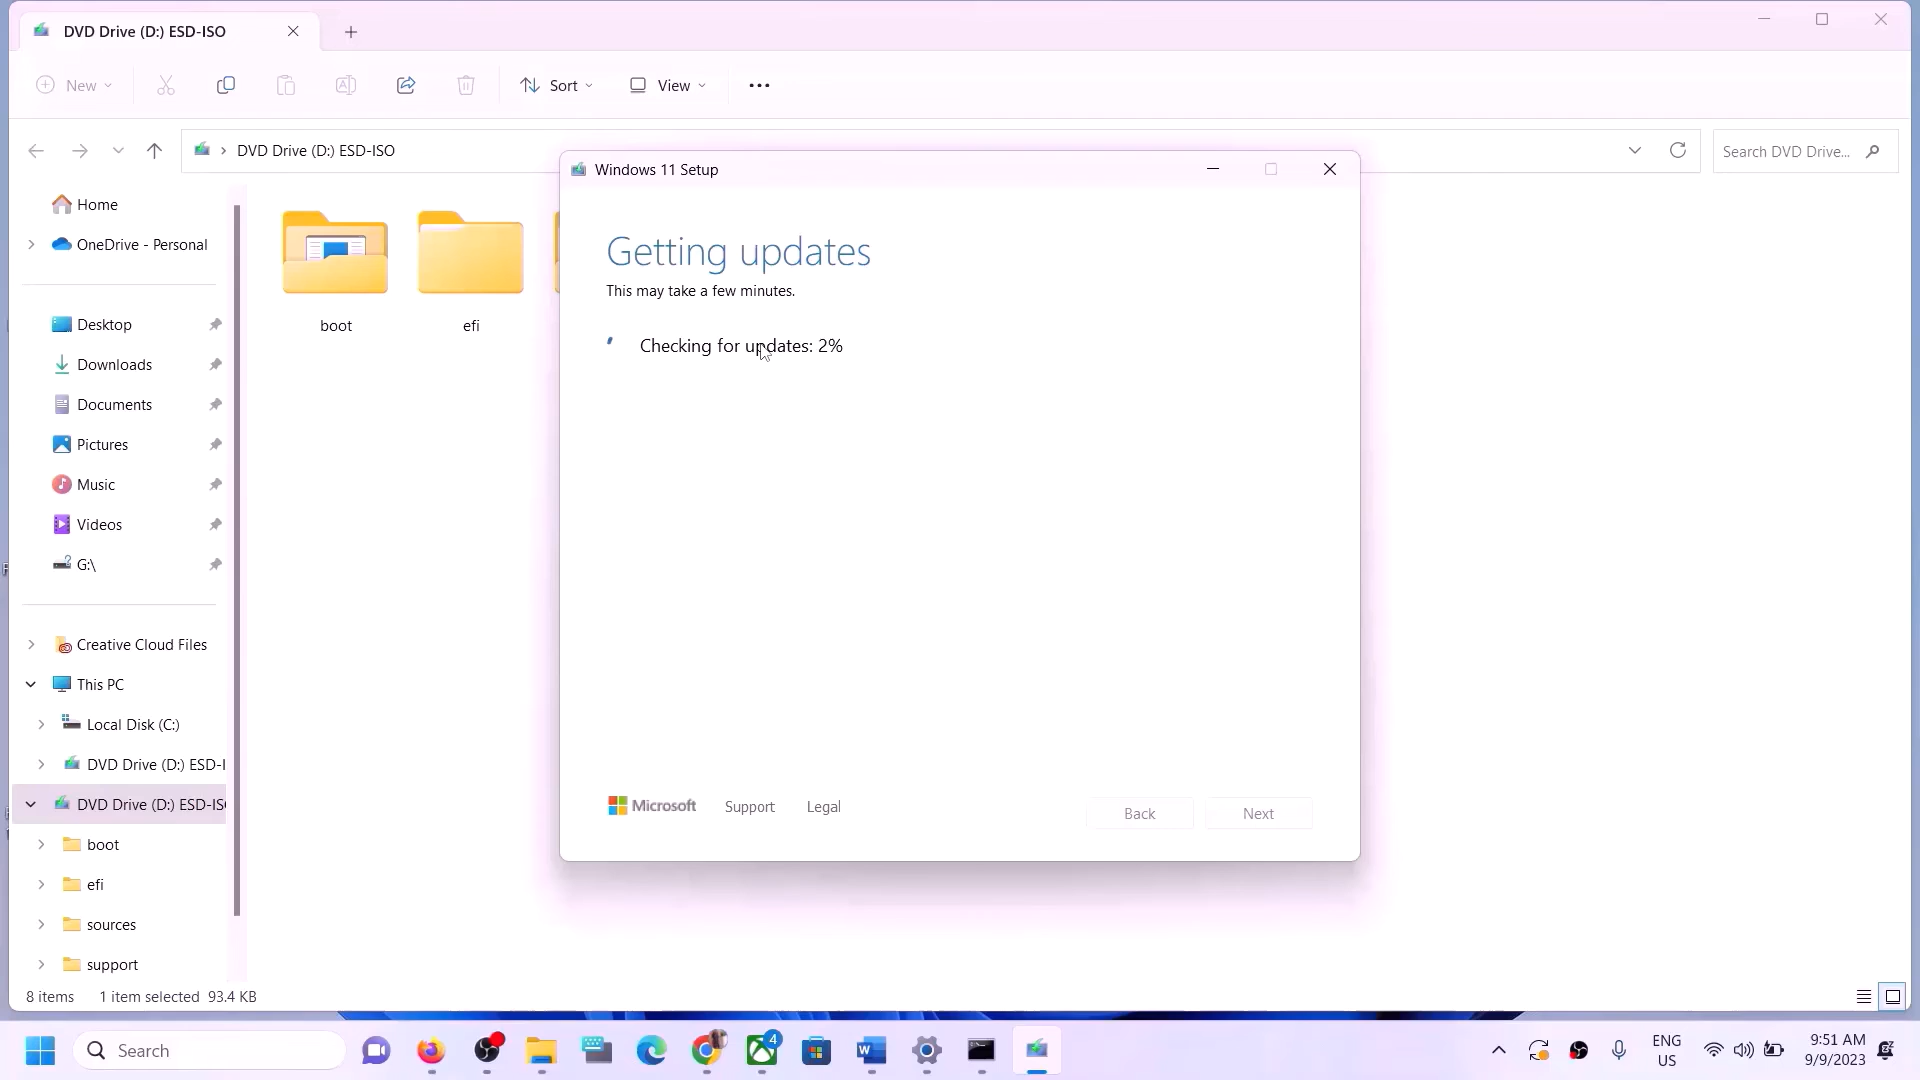 DVD Drive (D:) ESD-ISO
New
Sort
View
DVD Drive (D:) ESD-ISO
Search DVD Drive...
Home
OneDrive - Personal
Desktop
Downloads
Documents
Pictures
Music
Videos
G:\
Creative Cloud Files
This PC
Local Disk (C:)
DVD Drive (D:) ESD-I
DVD Drive (D:) ESD-IS
boot
efi
sources
support
boot
efi
Windows 11 Setup
Getting updates
This may take a few minutes.
Checking for updates: 2%
Microsoft
Support
Legal
Back
Next
8 items
1 item selected 93.4 KB
Search
4
ENG
US
9:51 AM
9/9/2023